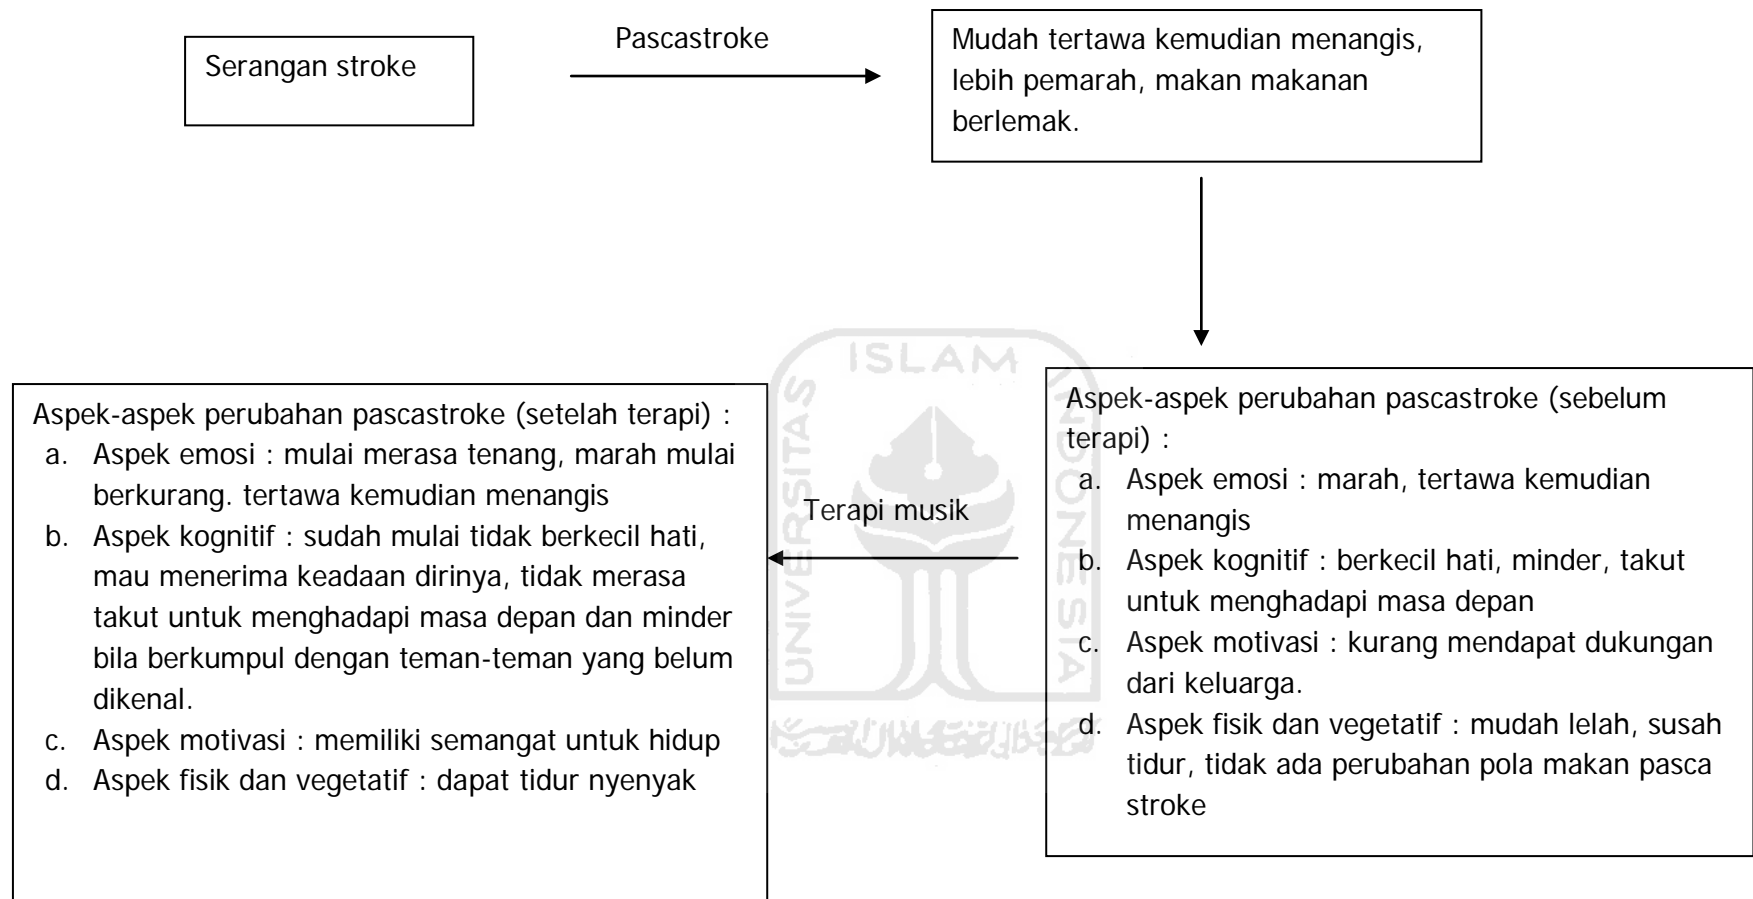 Serangan stroke
Pascastroke
Mudah tertawa kemudian menangis,
lebih pemarah, makan makanan
berlemak.
Aspek-aspek perubahan pascastroke (sebelum
terapi) :
a. Aspek emosi : marah, tertawa kemudian
menangis
b. Aspek kognitif : berkecil hati, minder, takut
untuk menghadapi masa depan
c. Aspek motivasi : kurang mendapat dukungan
dari keluarga.
d. Aspek fisik dan vegetatif : mudah lelah, susah
tidur, tidak ada perubahan pola makan pasca
stroke
Terapi musik
Aspek-aspek perubahan pascastroke (setelah terapi) :
a. Aspek emosi : mulai merasa tenang, marah mulai
berkurang. tertawa kemudian menangis
b. Aspek kognitif : sudah mulai tidak berkecil hati,
mau menerima keadaan dirinya, tidak merasa
takut untuk menghadapi masa depan dan minder
bila berkumpul dengan teman-teman yang belum
dikenal.
c. Aspek motivasi : memiliki semangat untuk hidup
d. Aspek fisik dan vegetatif : dapat tidur nyenyak
UNIVERSITAS
ISLAM
INDONESIA